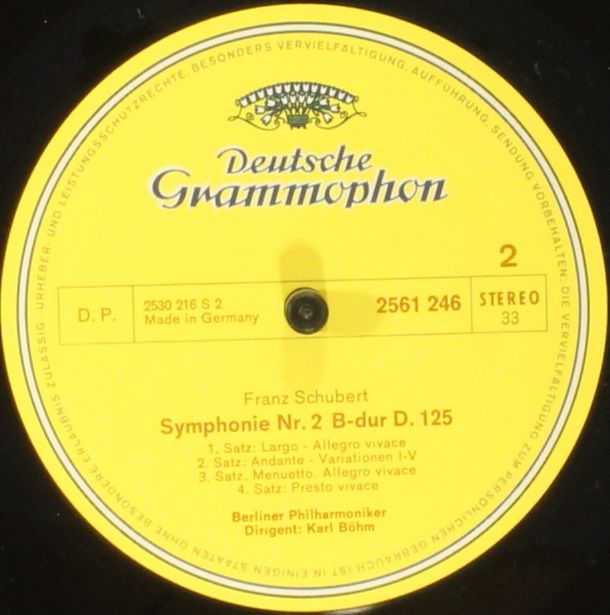 URHEBER- UND LEISTUNGSSCHUTZRECHTE, BESONDERS VERVIELFÄLTIGUNG, AUFFÜHRUNG, SENDUNG VORBEHALTEN; DIE VERVIELFÄLTIGUNG ZUM PERSÖNLICHEN GEBRAUCH IST IN EINIGEN STAATEN OHNE BESONDERE ERLAUBNIS ZULÄSSIG
Deutsche
Grammophon
2
D. P.
2530 216 S 2
Made in Germany
2561 246
STEREO
33
Franz Schubert
Symphonie Nr. 2 B-dur D. 125
1. Satz: Largo - Allegro vivace
2. Satz: Andante - Variationen I-V
3. Satz. Menuetto. Allegro vivace
4. Satz: Presto vivace
Berliner Philharmoniker
Dirigent: Karl Böhm